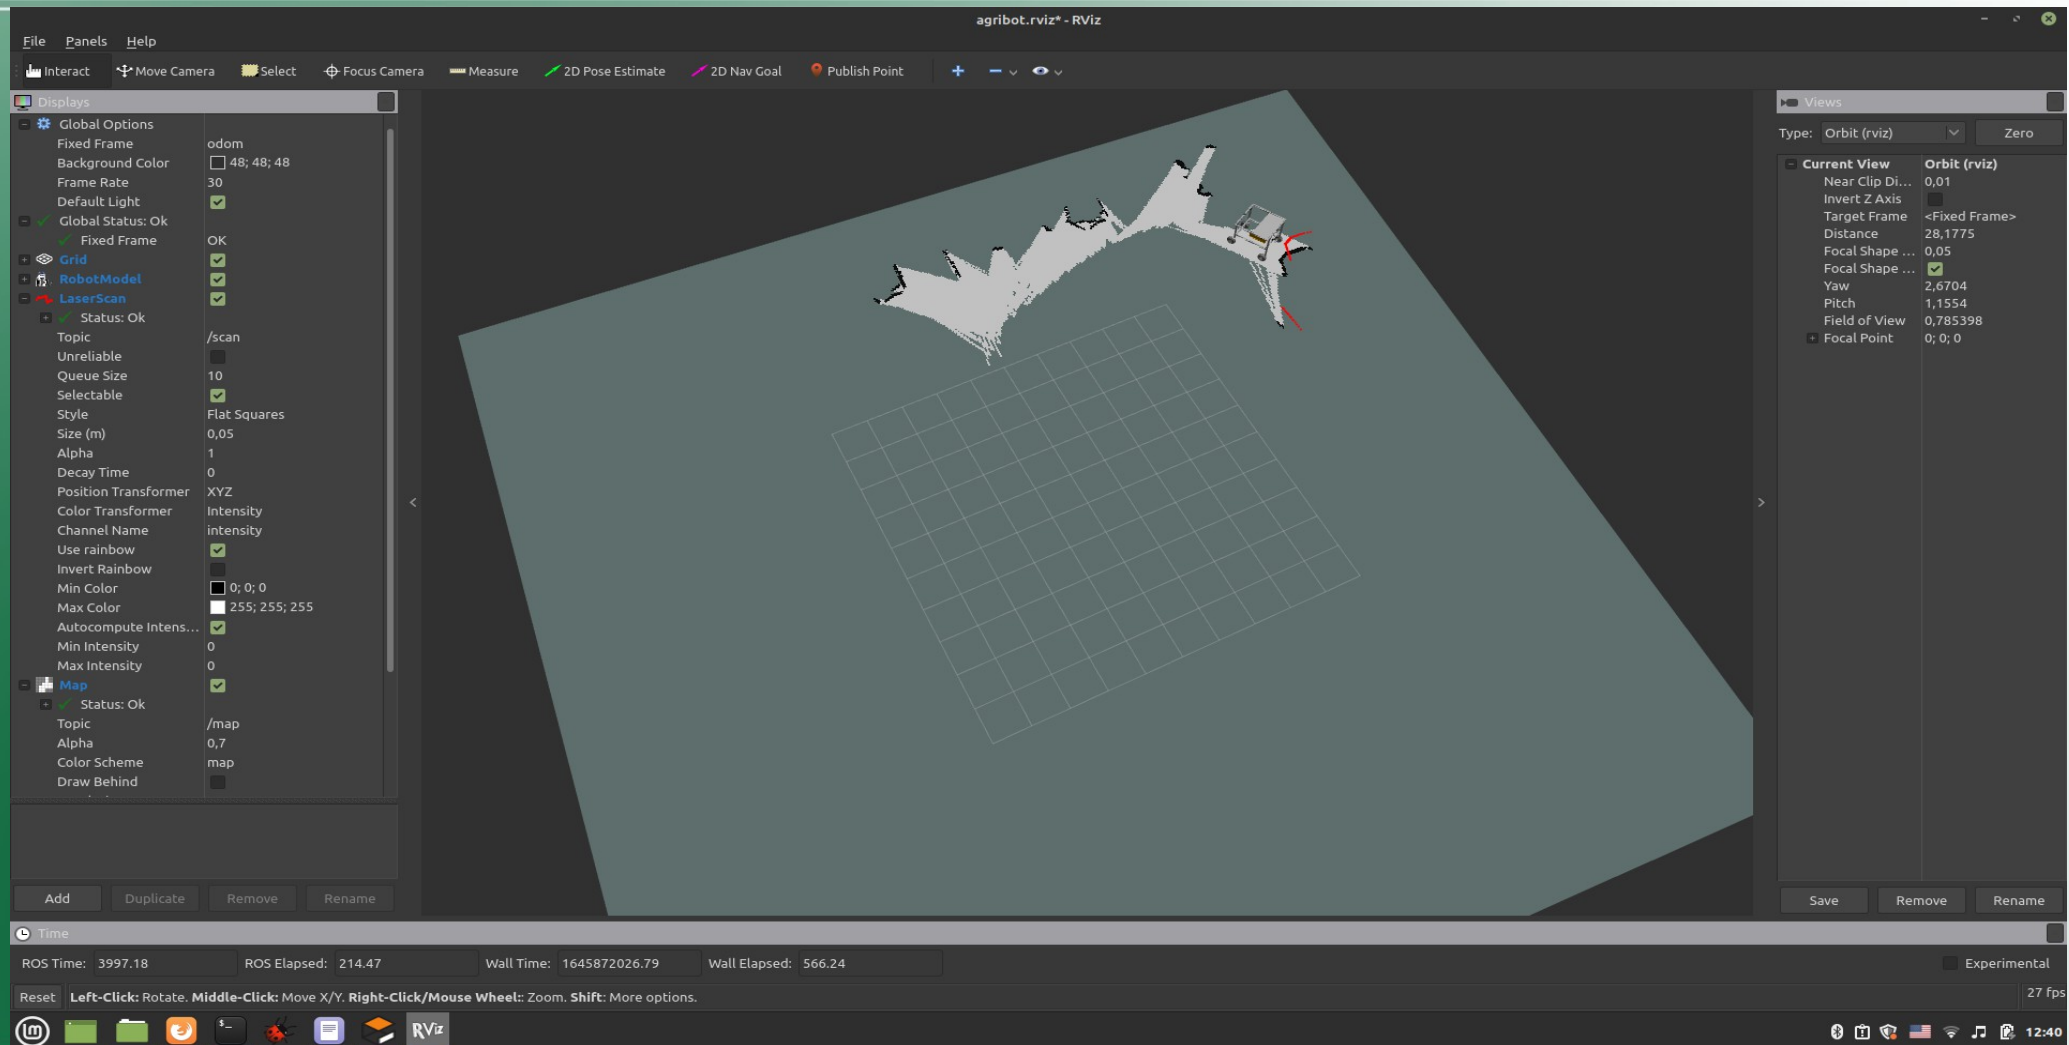 agribot.rviz* - RViz
File Panels Help
Interact Move Camera Select Focus Camera Measure 2D Pose Estimate 2D Nav Goal Publish Point
Displays
Global Options
Fixed Frame odom
Background Color 48; 48; 48
Frame Rate 30
Default Light
Global Status: Ok
Fixed Frame OK
Grid
RobotModel
LaserScan
Status: Ok
Topic /scan
Unreliable
Queue Size 10
Selectable
Style Flat Squares
Size (m) 0,05
Alpha 1
Decay Time 0
Position Transformer XYZ
Color Transformer Intensity
Channel Name intensity
Use rainbow
Invert Rainbow
Min Color 0; 0; 0
Max Color 255; 255; 255
Autocompute Intens...
Min Intensity 0
Max Intensity 0
Map
Status: Ok
Topic /map
Alpha 0,7
Color Scheme map
Draw Behind
Add Duplicate Remove Rename
Views
Type: Orbit (rviz) Zero
Current View Orbit (rviz)
Near Clip Di... 0,01
Invert Z Axis
Target Frame <Fixed Frame>
Distance 28,1775
Focal Shape ... 0,05
Focal Shape ...
Yaw 2,6704
Pitch 1,1554
Field of View 0,785398
Focal Point 0; 0; 0
Save Remove Rename
Time
ROS Time: 3997.18 ROS Elapsed: 214.47 Wall Time: 1645872026.79 Wall Elapsed: 566.24 Experimental
Reset Left-Click: Rotate. Middle-Click: Move X/Y. Right-Click/Mouse Wheel:: Zoom. Shift: More options. 27 fps
RViz 12:40